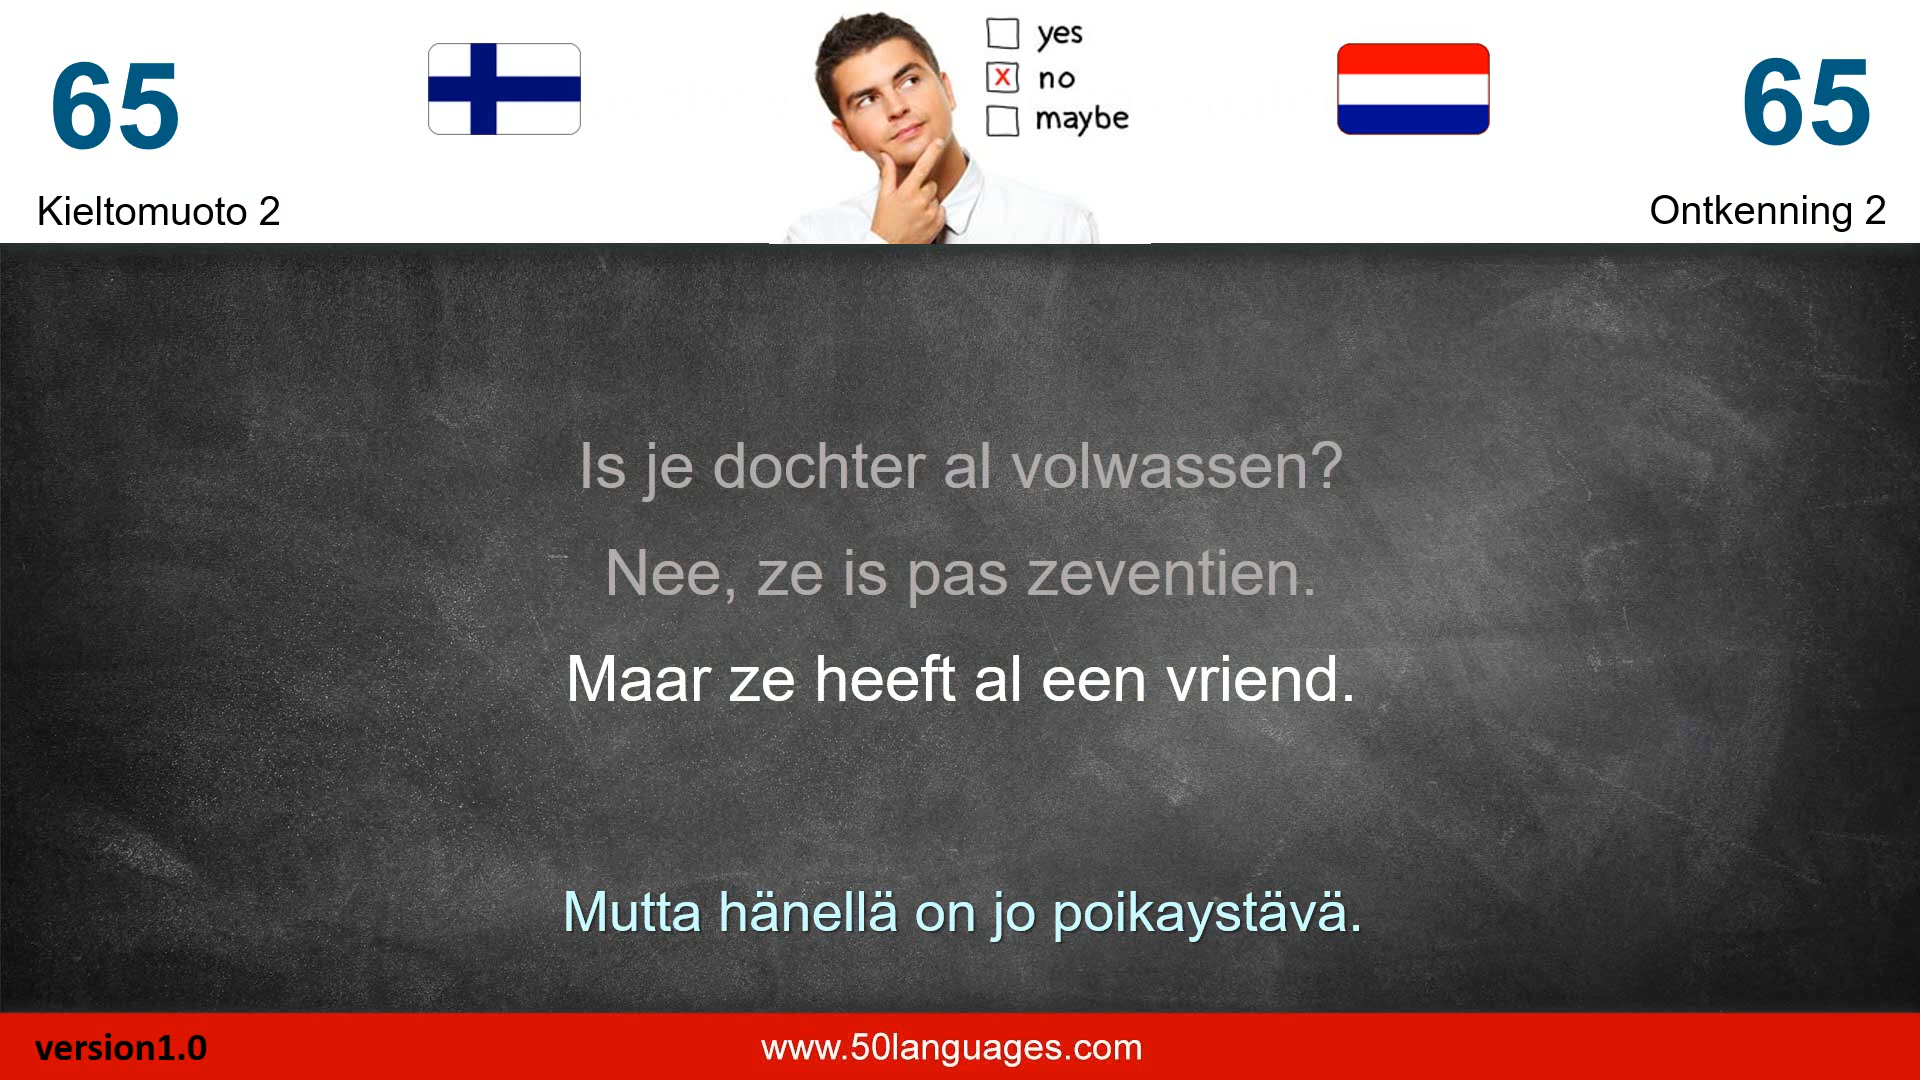 65
65
yes
x no
maybe
Kieltomuoto 2
Ontkenning 2
Is je dochter al volwassen?
Nee, ze is pas zeventien.
Maar ze heeft al een vriend.
Mutta hänellä on jo poikaystävä.
version1.0
www.50languages.com